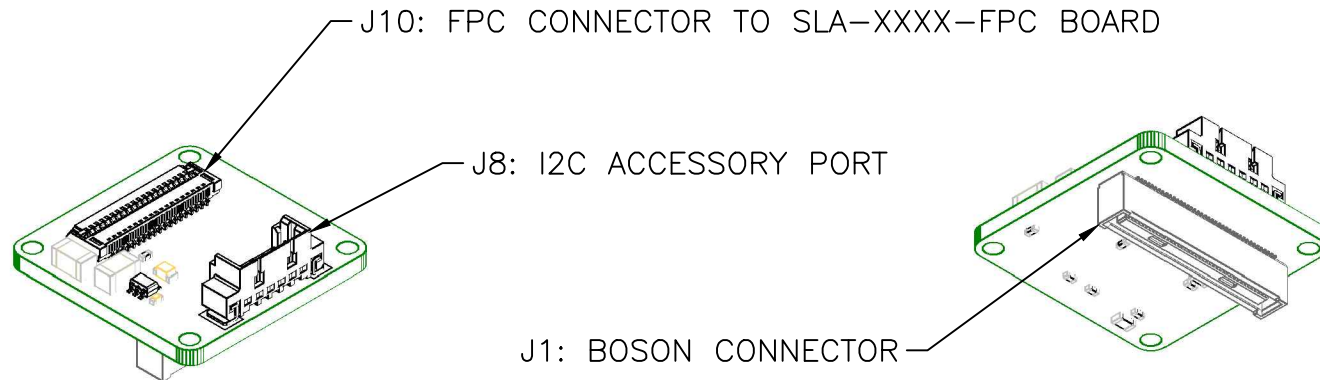 J10: FPC CONNECTOR TO SLA-XXXX-FPC BOARD
J8: I2C ACCESSORY PORT
J1: BOSON CONNECTOR